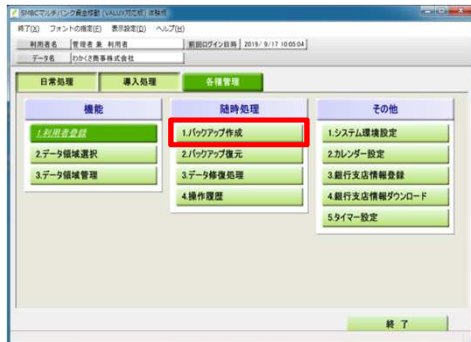 SMBCマルチバンク資金移動 (VALUX対応版) 体験版
終了(X) フォントの指定(F) 表示設定(D) ヘルプ(H)
利用者名 管理者 兼 利用者 前回ログイン日時 2019/ 9/17 10:05:04
データ名 わかくさ商事株式会社
日常処理 導入処理 各種管理
機能 随時処理 その他
1.利用者登録 1.バックアップ作成 1.システム環境設定
2.データ領域選択 2.バックアップ復元 2.カレンダー設定
3.データ領域管理 3.データ修復処理 3.銀行支店情報登録
4.操作履歴 4.銀行支店情報ダウンロード
5.タイマー設定
終 了